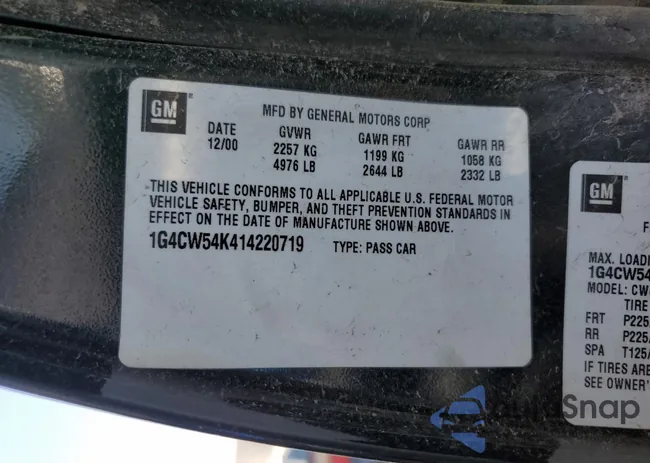 GM
MFD BY GENERAL MOTORS CORP
DATE GVWR GAWR FRT GAWR RR
12/00 2257 KG 1199 KG 1058 KG
4976 LB 2644 LB 2332 LB
THIS VEHICLE CONFORMS TO ALL APPLICABLE U.S. FEDERAL MOTOR
VEHICLE SAFETY, BUMPER, AND THEFT PREVENTION STANDARDS IN
EFFECT ON THE DATE OF MANUFACTURE SHOWN ABOVE.
1G4CW54K414220719 TYPE: PASS CAR
GM
F
MAX. LOAD
1G4CW54
MODEL: CW
TIRE
FRT P225
RR P225
SPA T125/
IF TIRES ARE
SEE OWNER'
AutoSnap